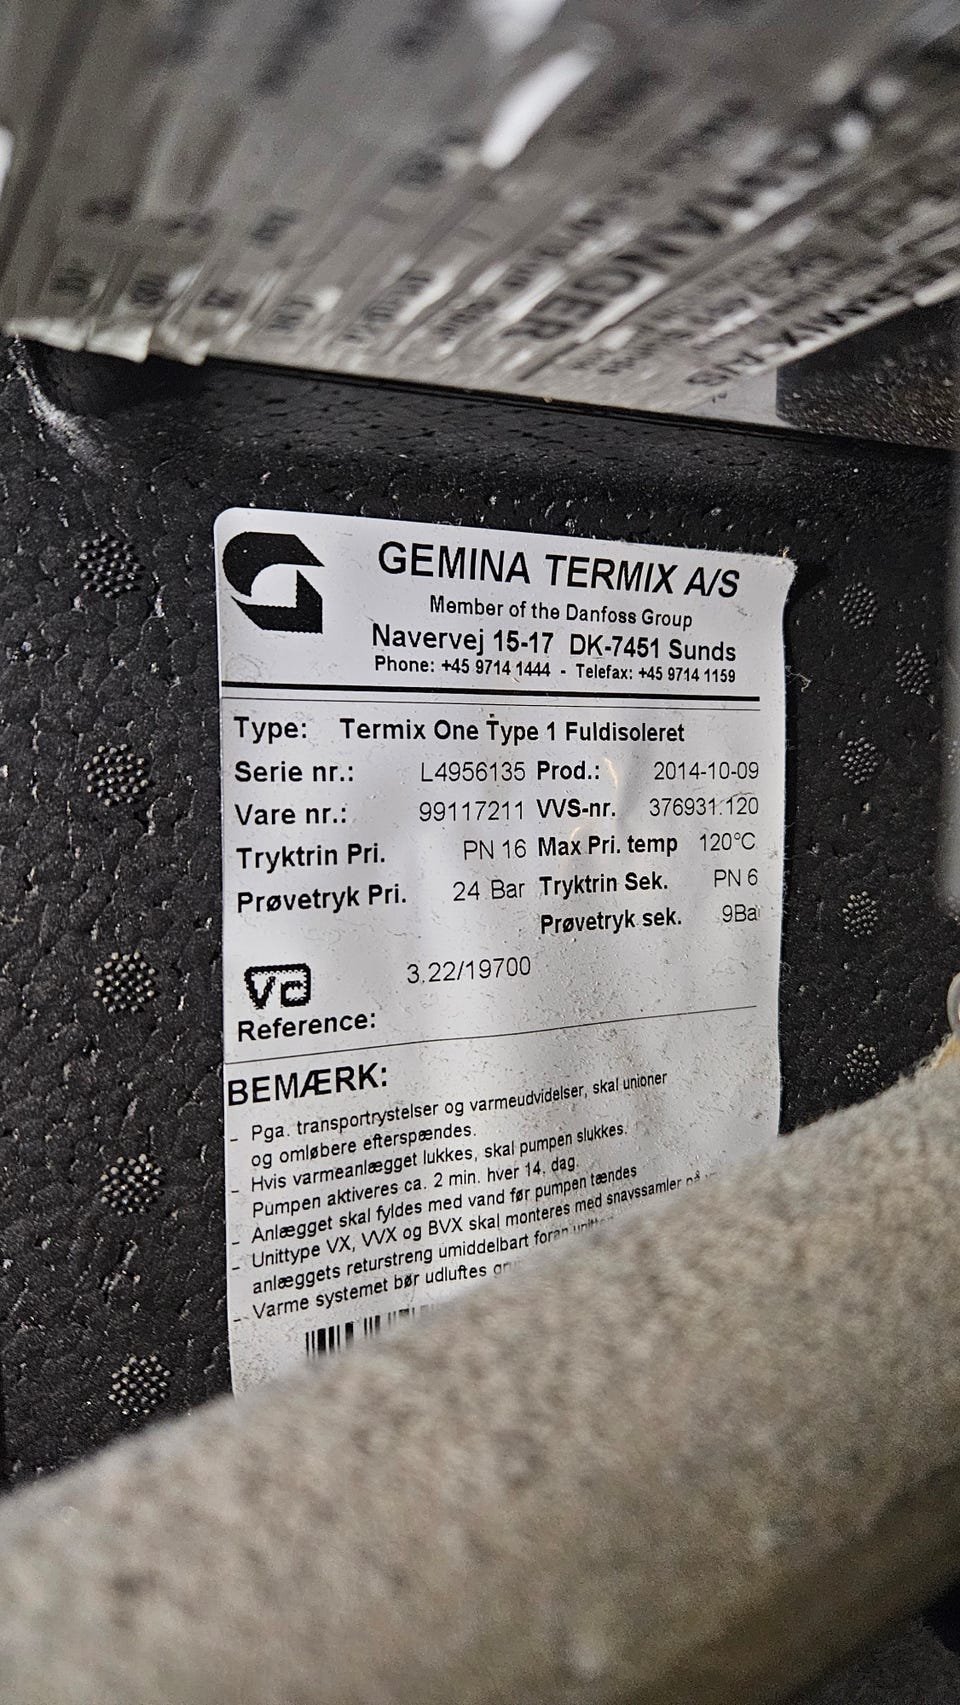 GEMINA TERMIX A/S
Member of the Danfoss Group
Navervej 15-17 DK-7451 Sunds
Phone: +45 9714 1444 - Telefax: +45 9714 1159
Type: Termix One Type 1 Fuldisoleret
Serie nr.: L4956135 Prod.: 2014-10-09
Vare nr.: 99117211 VVS-nr. 376931.120
Tryktrin Pri. PN 16 Max Pri. temp 120°C
Prøvetryk Pri. 24 Bar Tryktrin Sek. PN 6
Prøvetryk sek. 9Ba
VA 3.22/19700
Reference:
BEMÆRK:
- Pga. transportrystelser og varmeudvidelser, skal unioner
og omløbere efterspændes.
- Hvis varmeanlægget lukkes, skal pumpen slukkes.
Pumpen aktiveres ca. 2 min. hver 14. dag.
- Anlægget skal fyldes med vand før pumpen tændes
- Unittype VX, VVX og BVX skal monteres med snavssamler på
anlæggets returstreng umiddelbart foran
- Varme systemet bør udluftes